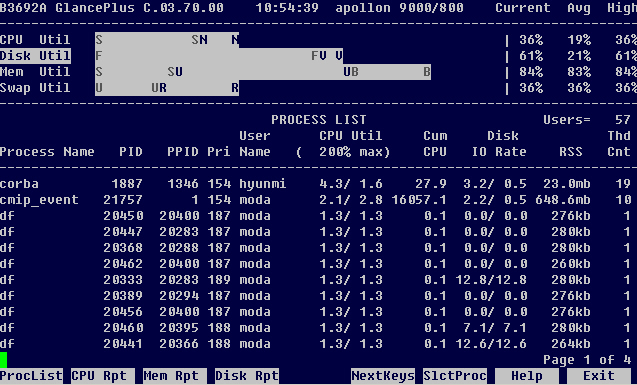 B3692A GlancePlus C.03.70.00 10:54:39 apollon 9000/800 Current Avg High
CPU Util S SN N | 36% 19% 36%
Disk Util F FV V | 61% 21% 61%
Mem Util S SU UB B | 84% 83% 84%
Swap Util U UR R | 36% 36% 36%
PROCESS LIST Users= 57
User CPU Util Cum Disk Thd
Process Name PID PPID Pri Name ( 200% max) CPU IO Rate RSS Cnt
corba 1887 1346 154 hyunmi 4.3/ 1.6 27.9 3.2/ 0.5 23.0mb 19
cmip_event 21757 1 154 moda 2.1/ 2.8 16057.1 2.2/ 0.5 648.6mb 10
df 20450 20400 187 moda 1.3/ 1.3 0.1 0.0/ 0.0 276kb 1
df 20447 20283 187 moda 1.3/ 1.3 0.1 0.0/ 0.0 280kb 1
df 20368 20288 187 moda 1.3/ 1.3 0.1 0.0/ 0.0 280kb 1
df 20462 20400 187 moda 1.3/ 1.3 0.1 0.0/ 0.0 260kb 1
df 20333 20283 189 moda 1.3/ 1.3 0.1 12.8/12.8 280kb 1
df 20389 20294 187 moda 1.3/ 1.3 0.1 0.0/ 0.0 276kb 1
df 20456 20400 187 moda 1.3/ 1.3 0.1 0.0/ 0.0 260kb 1
df 20460 20395 188 moda 1.3/ 1.3 0.1 7.1/ 7.1 280kb 1
df 20441 20366 188 moda 1.3/ 1.3 0.1 12.6/12.6 264kb 1
Page 1 of 4
ProcList CPU Rpt Mem Rpt Disk Rpt NextKeys SlctProc Help Exit